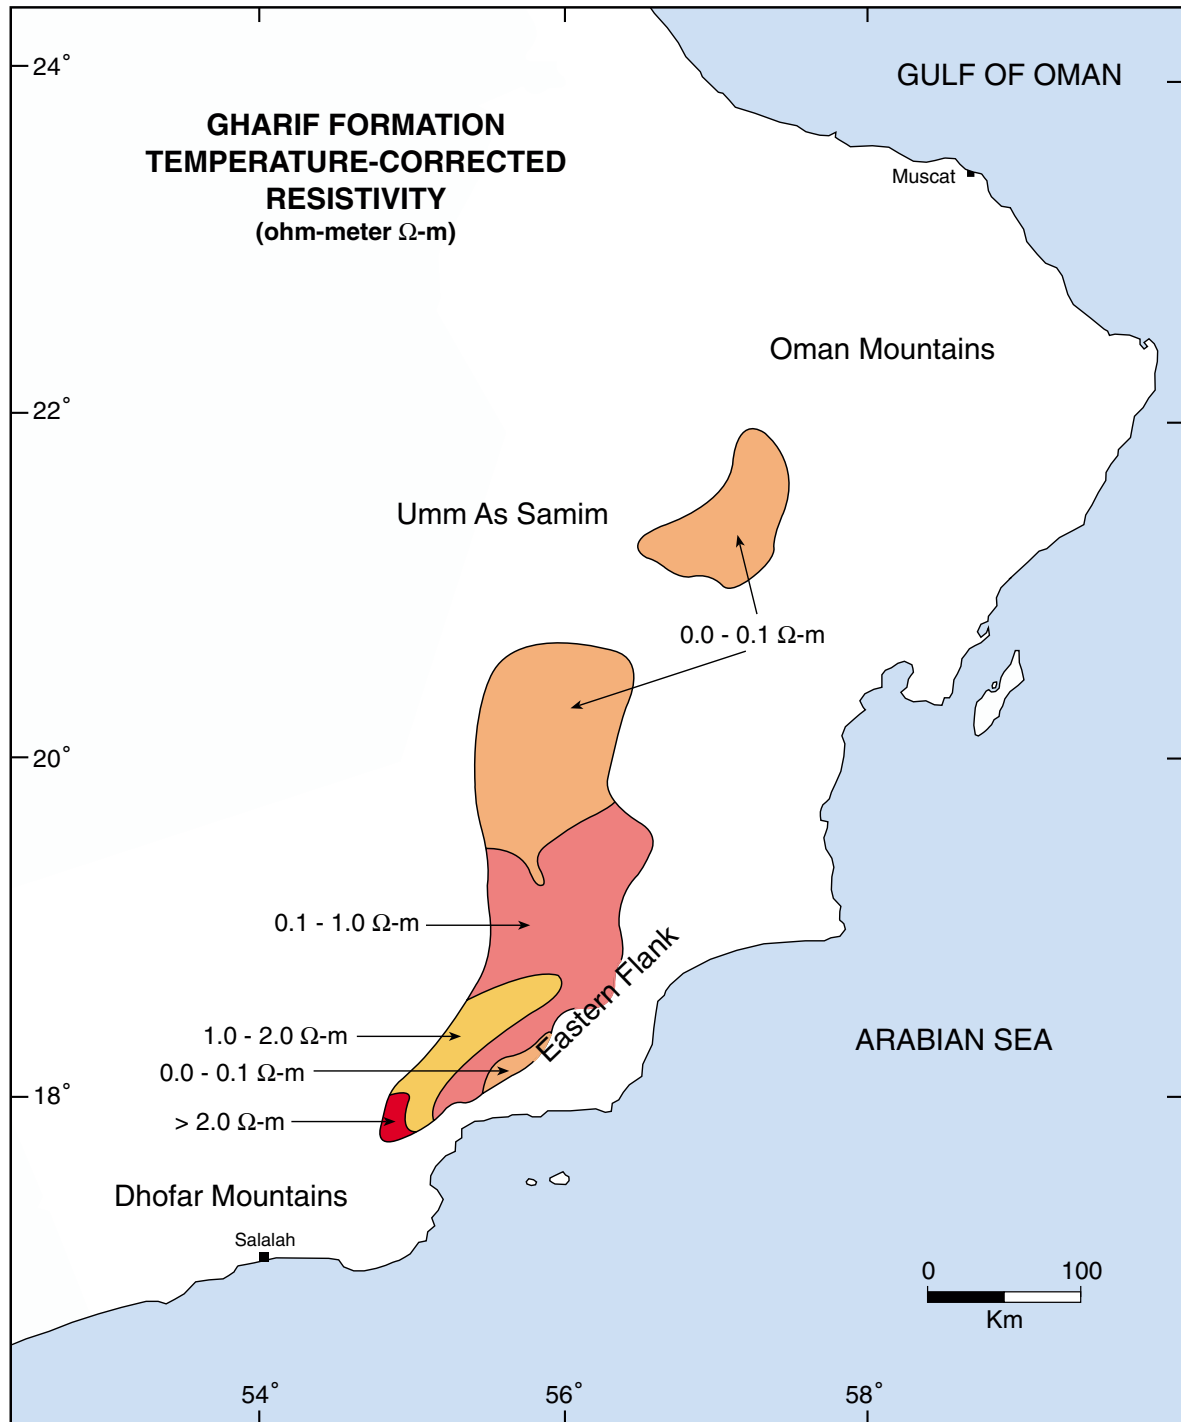 GULF OF OMAN
24°
GHARIF FORMATION
TEMPERATURE-CORRECTED
RESISTIVITY
(ohm-meter Ω-m)
Muscat
Oman Mountains
22°
Umm As Samim
0.0 - 0.1 Ω-m
20°
0.1 - 1.0 Ω-m
Eastern Flank
1.0 - 2.0 Ω-m
ARABIAN SEA
0.0 - 0.1 Ω-m
18°
> 2.0 Ω-m
Dhofar Mountains
Salalah
0 100
Km
54° 56° 58°